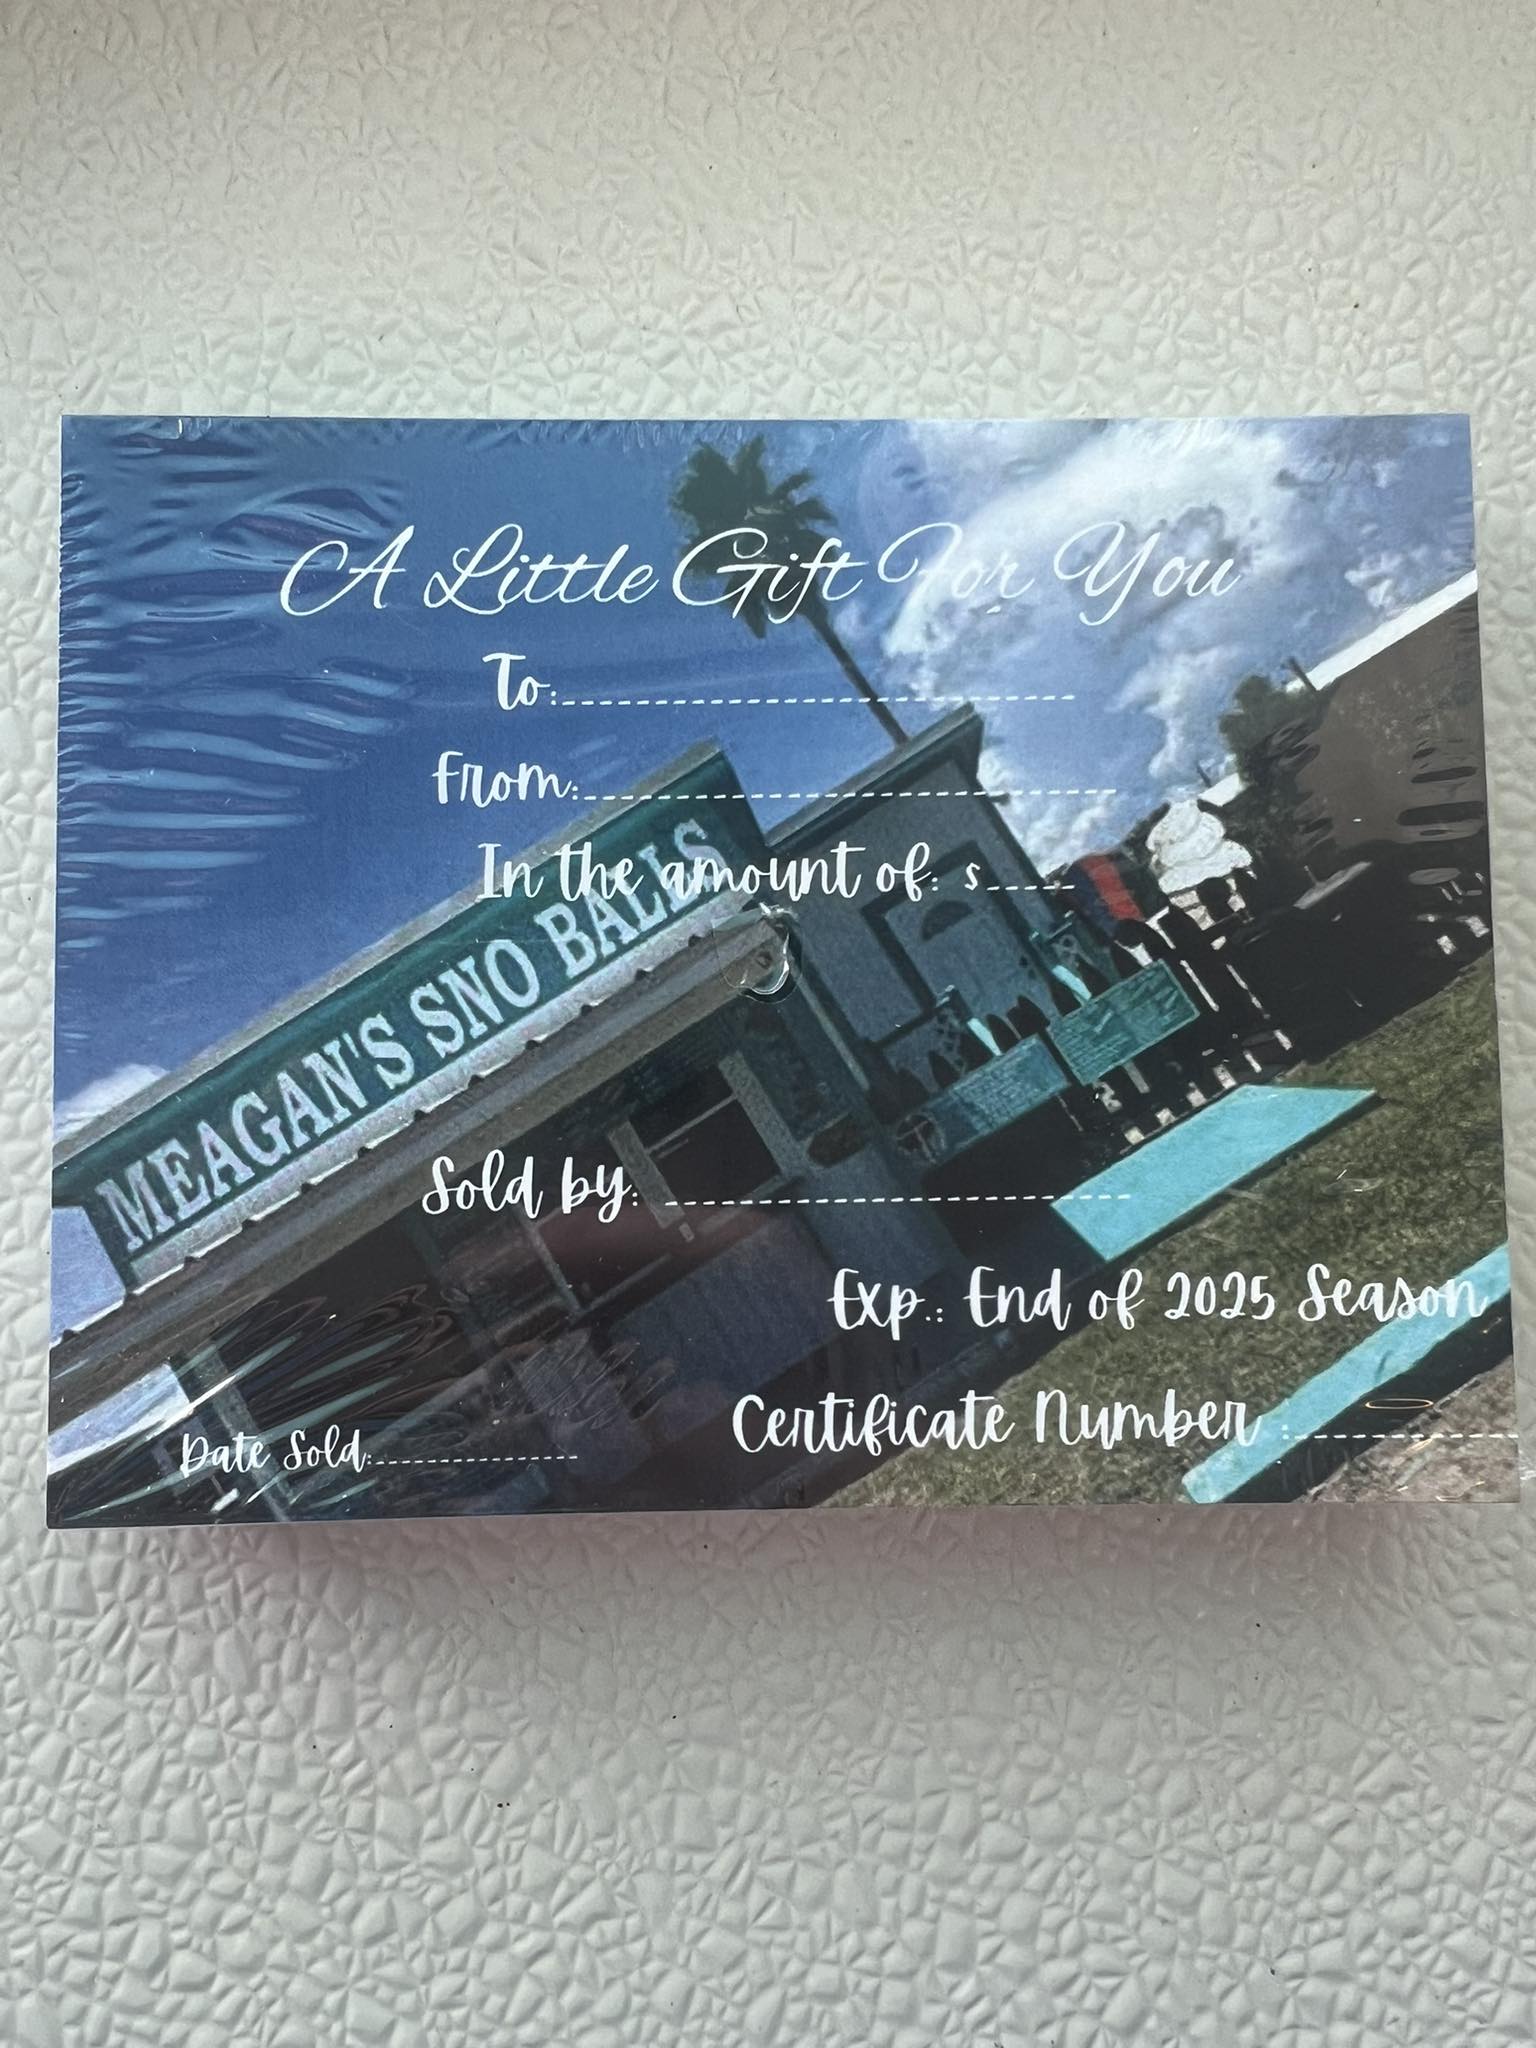 A Little Gift For You
To:
From:
In the amount of: $
MEAGAN'S SNO BALLS
Sold by:
Exp.: End of 2025 Season
Certificate Number :
Date Sold: